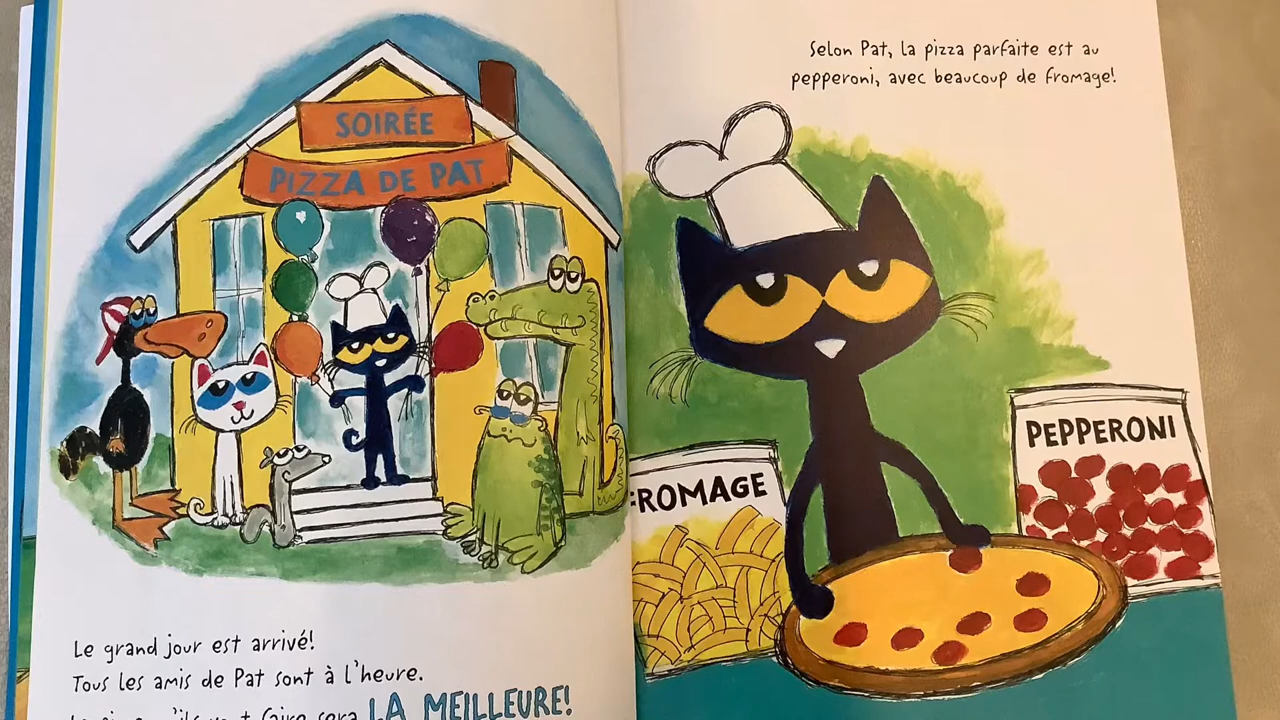 SOIRÉE
PIZZA DE PAT
Le grand jour est arrivé!
Tous les amis de Pat sont à l'heure.
sera LA MEILLEURE!
Selon Pat, la pizza parfaite est au
pepperoni, avec beaucoup de fromage!
FROMAGE
PEPPERONI